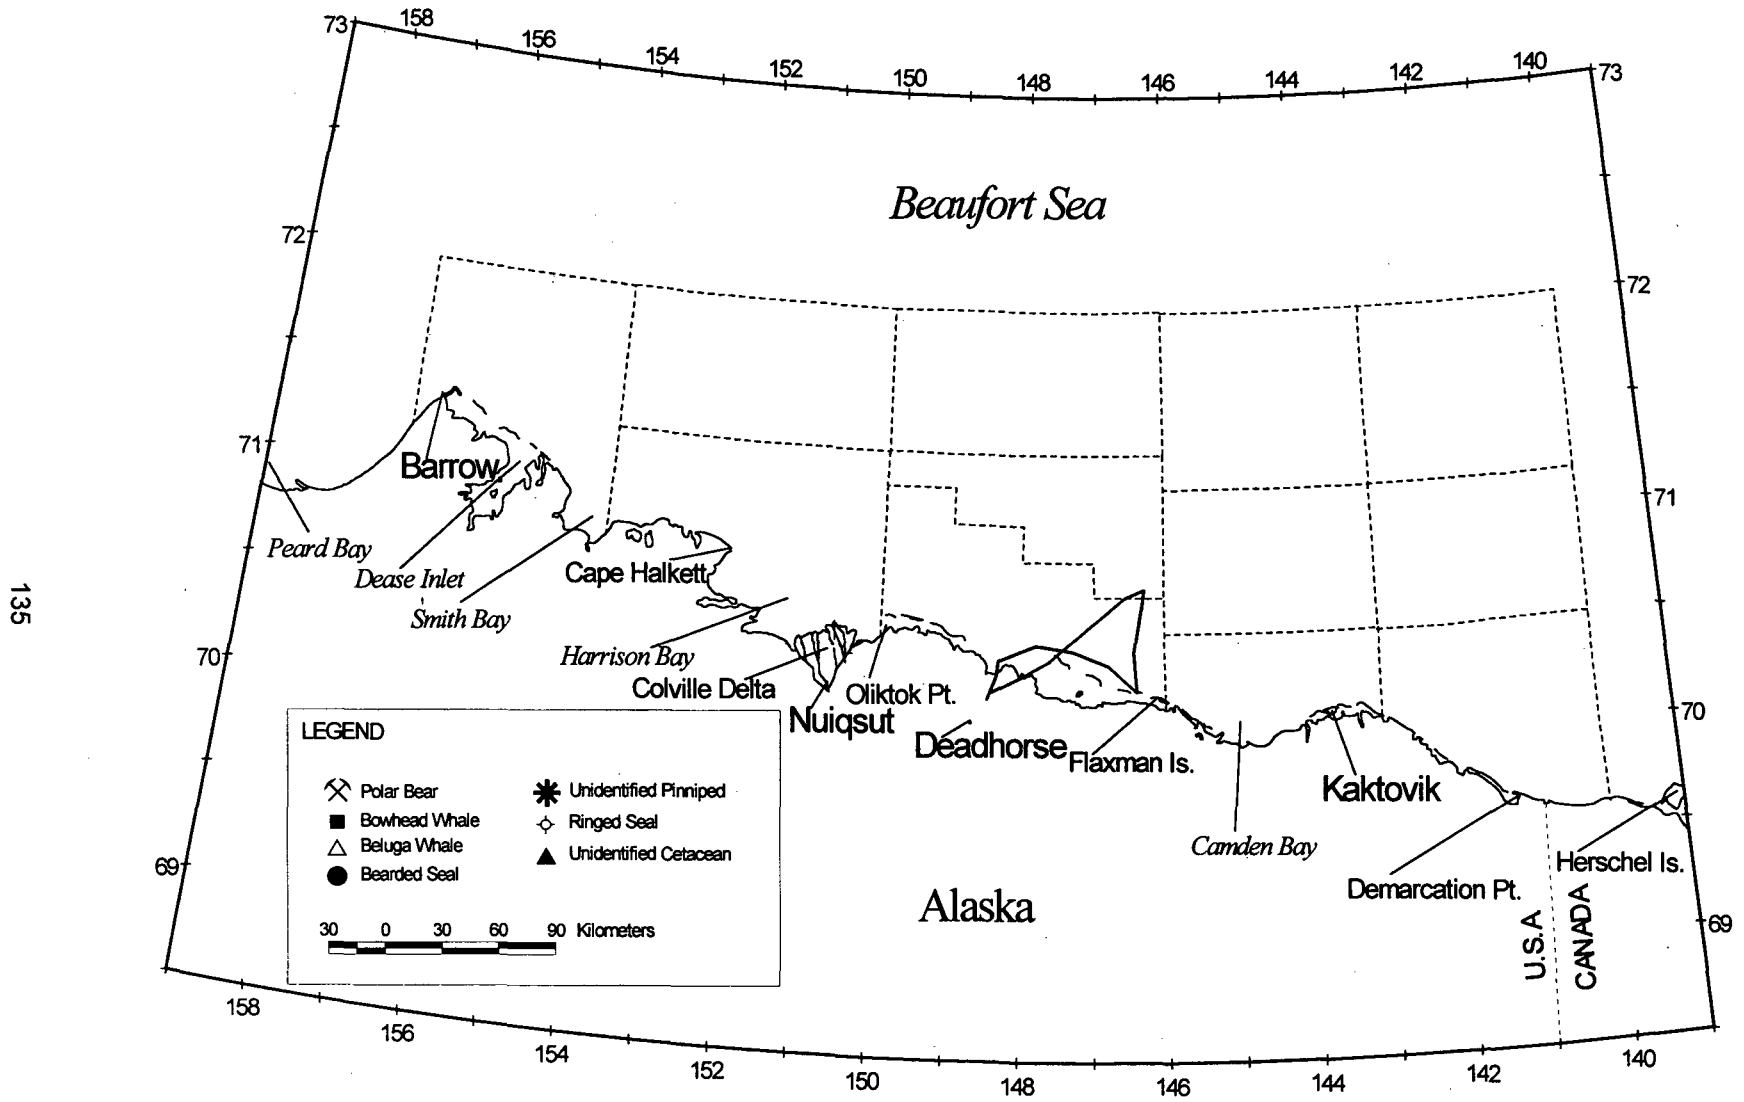 73
158
156
154
152
150
148
146
144
142
140
73
Beaufort Sea
72
72
71
Barrow
71
Peard Bay
Dease Inlet
Cape Halkett
Smith Bay
135
70
Harrison Bay
Colville Delta
Oliktok Pt.
70
Nuiqsut
Deadhorse
Flaxman Is.
Kaktovik
Camden Bay
Herschel Is.
Demarcation Pt.
LEGEND
Polar Bear
Bowhead Whale
Beluga Whale
Bearded Seal
Unidentified Pinniped
Ringed Seal
Unidentified Cetacean
30 0 30 60 90 Kilometers
69
Alaska
69
U.S.A
CANADA
158
156
154
152
150
148
146
144
142
140